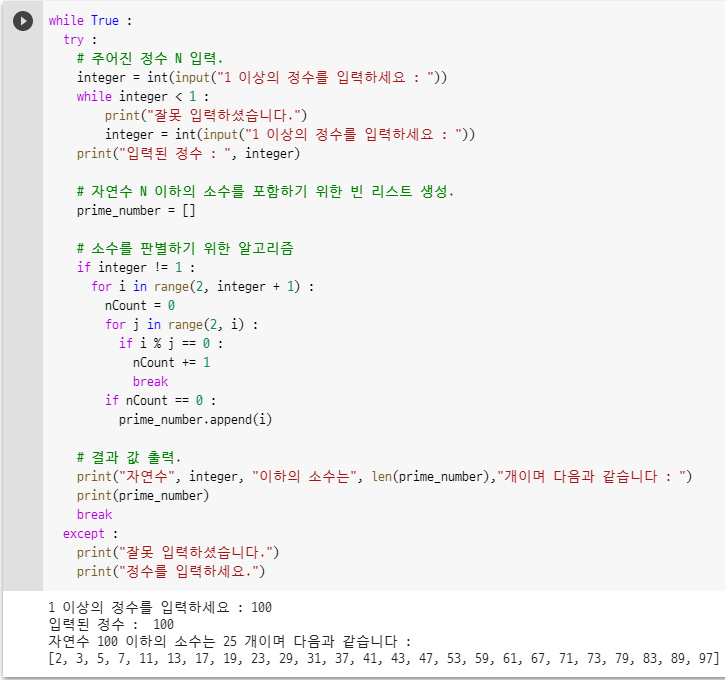 while True :
  try :
    # 주어진 정수 N 입력.
    integer = int(input("1 이상의 정수를 입력하세요 : "))
    while integer < 1 :
        print("잘못 입력하셨습니다.")
        integer = int(input("1 이상의 정수를 입력하세요 : "))
    print("입력된 정수 : ", integer)

    # 자연수 N 이하의 소수를 포함하기 위한 빈 리스트 생성.
    prime_number = []

    # 소수를 판별하기 위한 알고리즘
    if integer != 1 :
      for i in range(2, integer + 1) :
        nCount = 0
        for j in range(2, i) :
          if i % j == 0 :
            nCount += 1
            break
        if nCount == 0 :
          prime_number.append(i)

    # 결과 값 출력.
    print("자연수", integer, "이하의 소수는", len(prime_number),"개이며 다음과 같습니다 : ")
    print(prime_number)
    break
  except :
    print("잘못 입력하셨습니다.")
    print("정수를 입력하세요.")

1 이상의 정수를 입력하세요 : 100
입력된 정수 :  100
자연수 100 이하의 소수는 25 개이며 다음과 같습니다 :
[2, 3, 5, 7, 11, 13, 17, 19, 23, 29, 31, 37, 41, 43, 47, 53, 59, 61, 67, 71, 73, 79, 83, 89, 97]